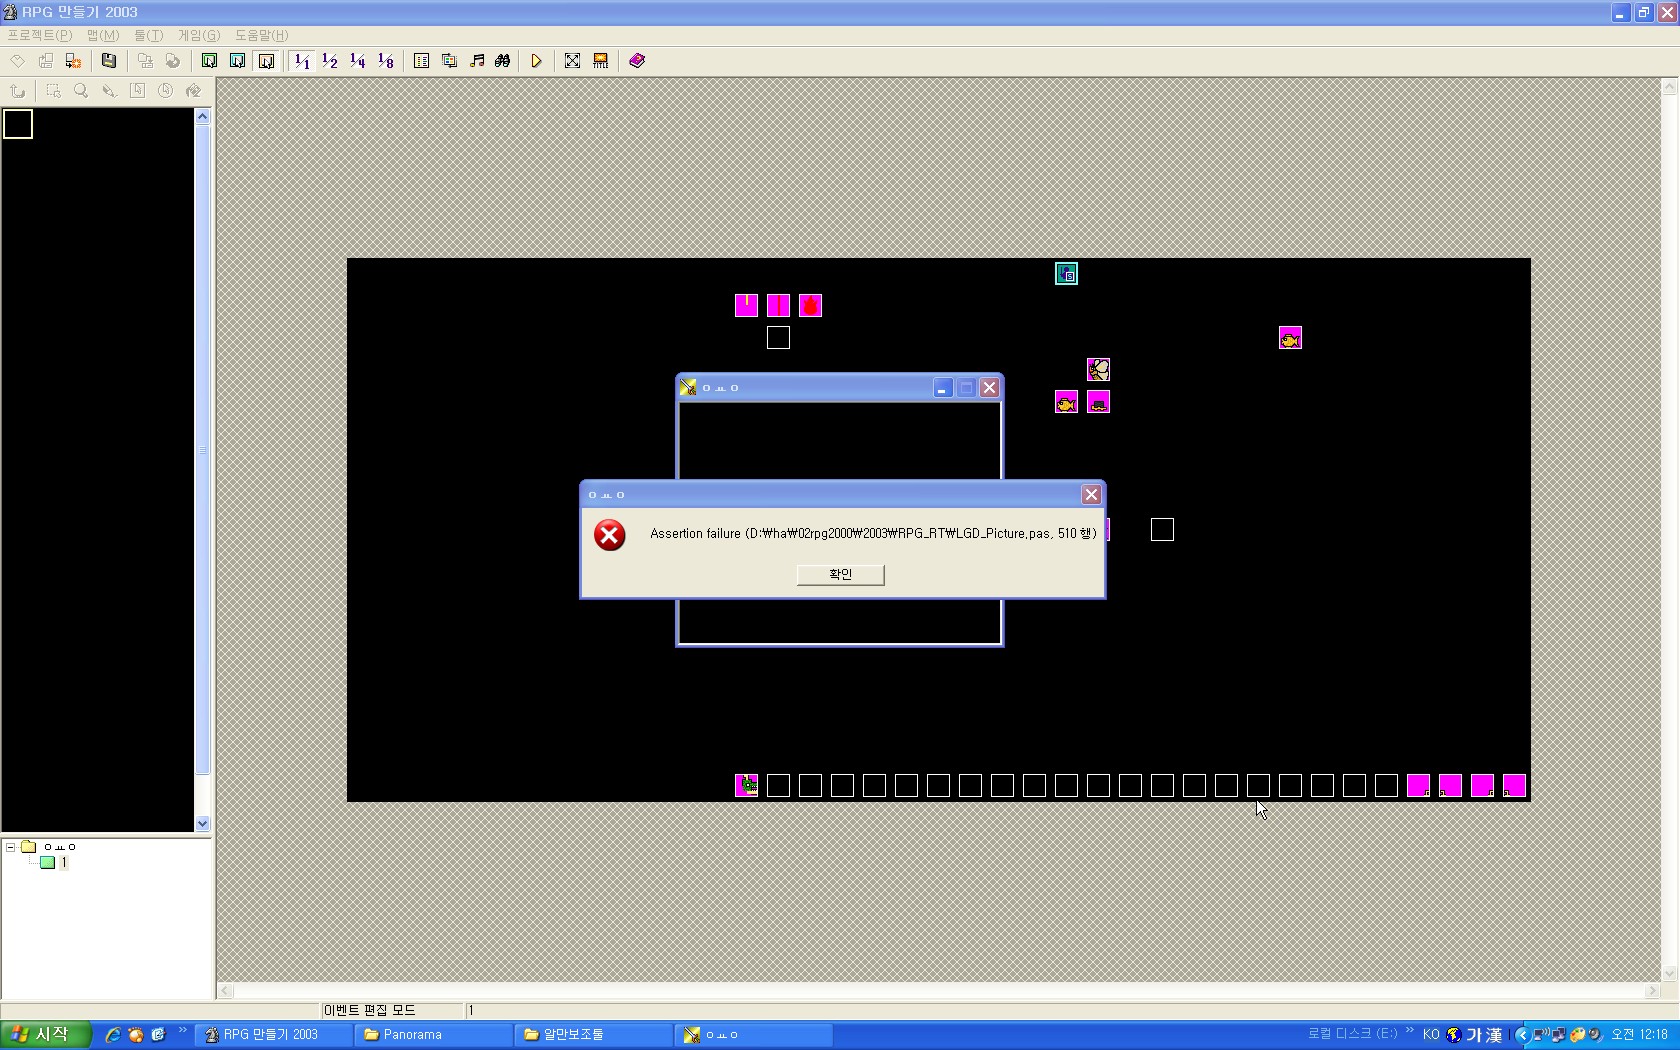 RPG 만들기 2003
프로젝트(P) 맵(M) 툴(T) 게임(G) 도움말(H)
1/1 1/2 1/4 1/8 TITLE
ㅇㅛㅇ
ㅇㅛㅇ
Assertion failure (D:₩ha₩02rpg2000₩2003₩RPG_RT₩LGD_Picture.pas, 510 행)
확인
ㅇㅛㅇ
1
이벤트 편집 모드 1
시작 RPG 만들기 2003 Panorama 알만보조툴 ㅇㅛㅇ 로컬 디스크 (E:) KO 가 漢 오전 12:18